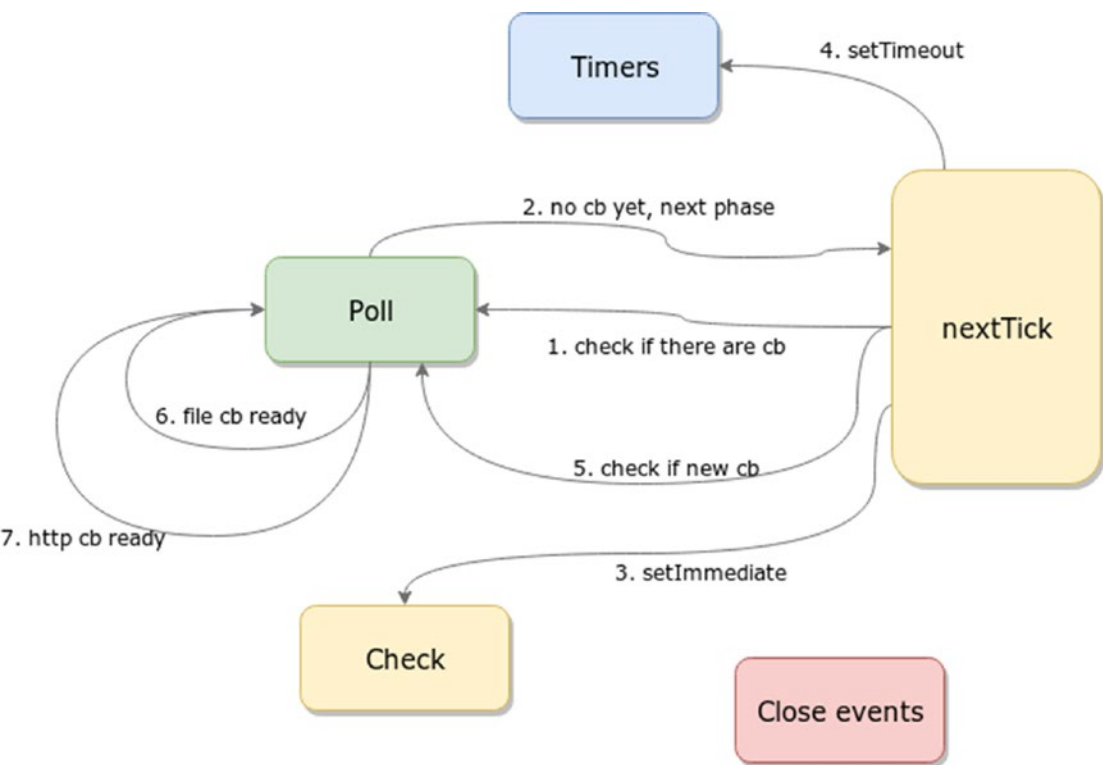 Timers
4. setTimeout
2. no cb yet, next phase
Poll
nextTick
1. check if there are cb
6. file cb ready
5. check if new cb
7. http cb ready
3. setImmediate
Check
Close events